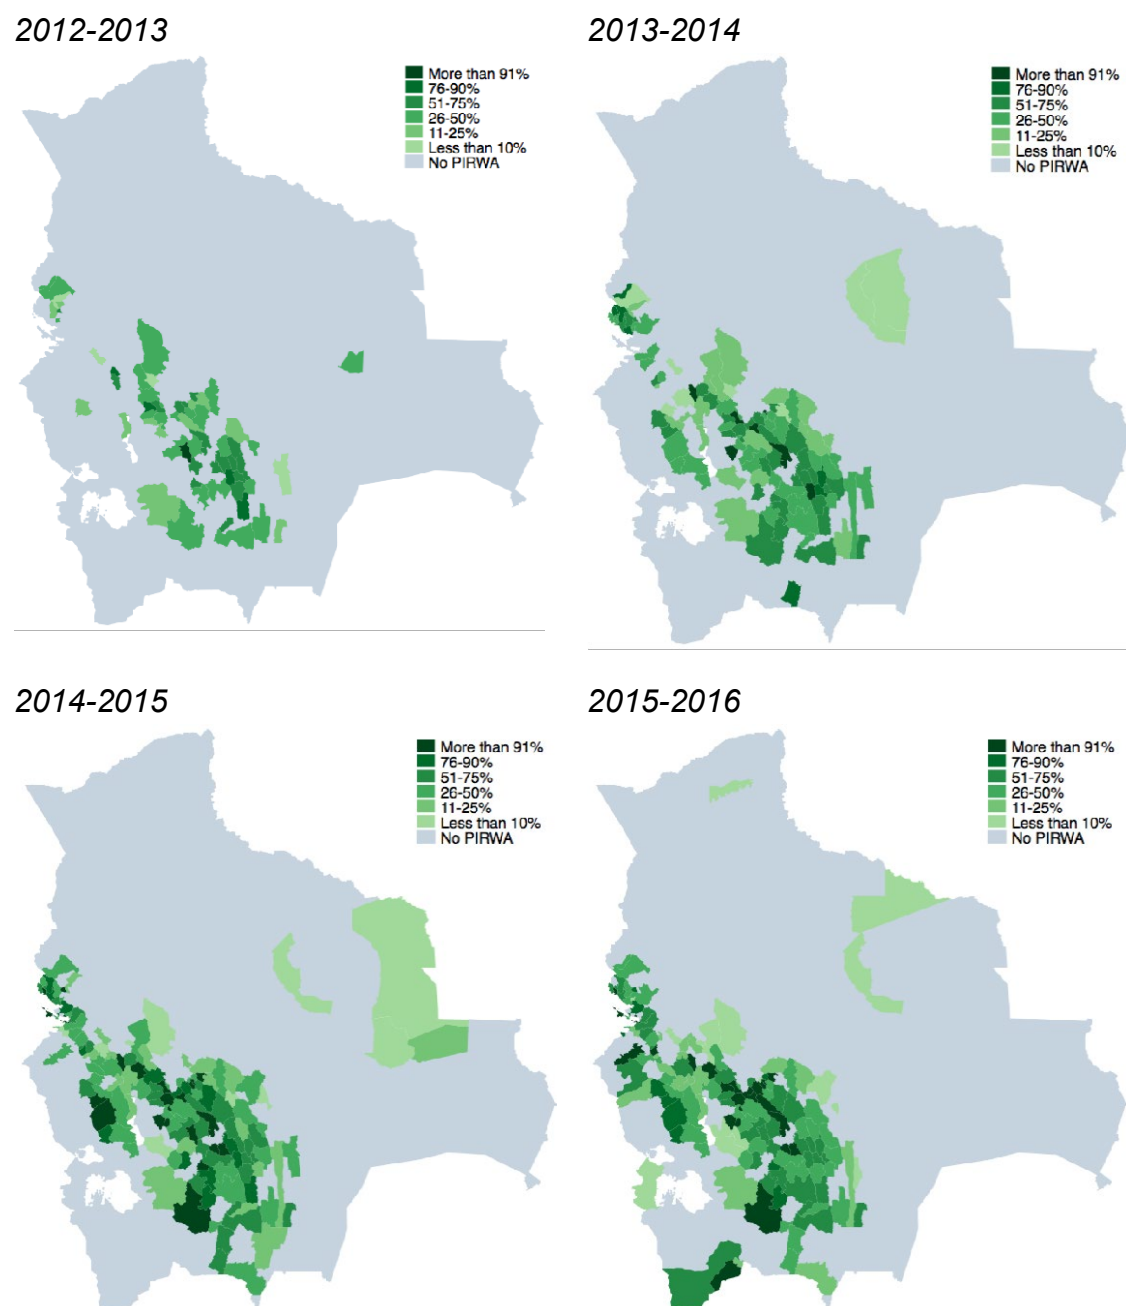 2012-2013
More than 91%
76-90%
51-75%
26-50%
11-25%
Less than 10%
No PIRWA
2013-2014
More than 91%
76-90%
51-75%
26-50%
11-25%
Less than 10%
No PIRWA
2014-2015
More than 91%
76-90%
51-75%
26-50%
11-25%
Less than 10%
No PIRWA
2015-2016
More than 91%
76-90%
51-75%
26-50%
11-25%
Less than 10%
No PIRWA